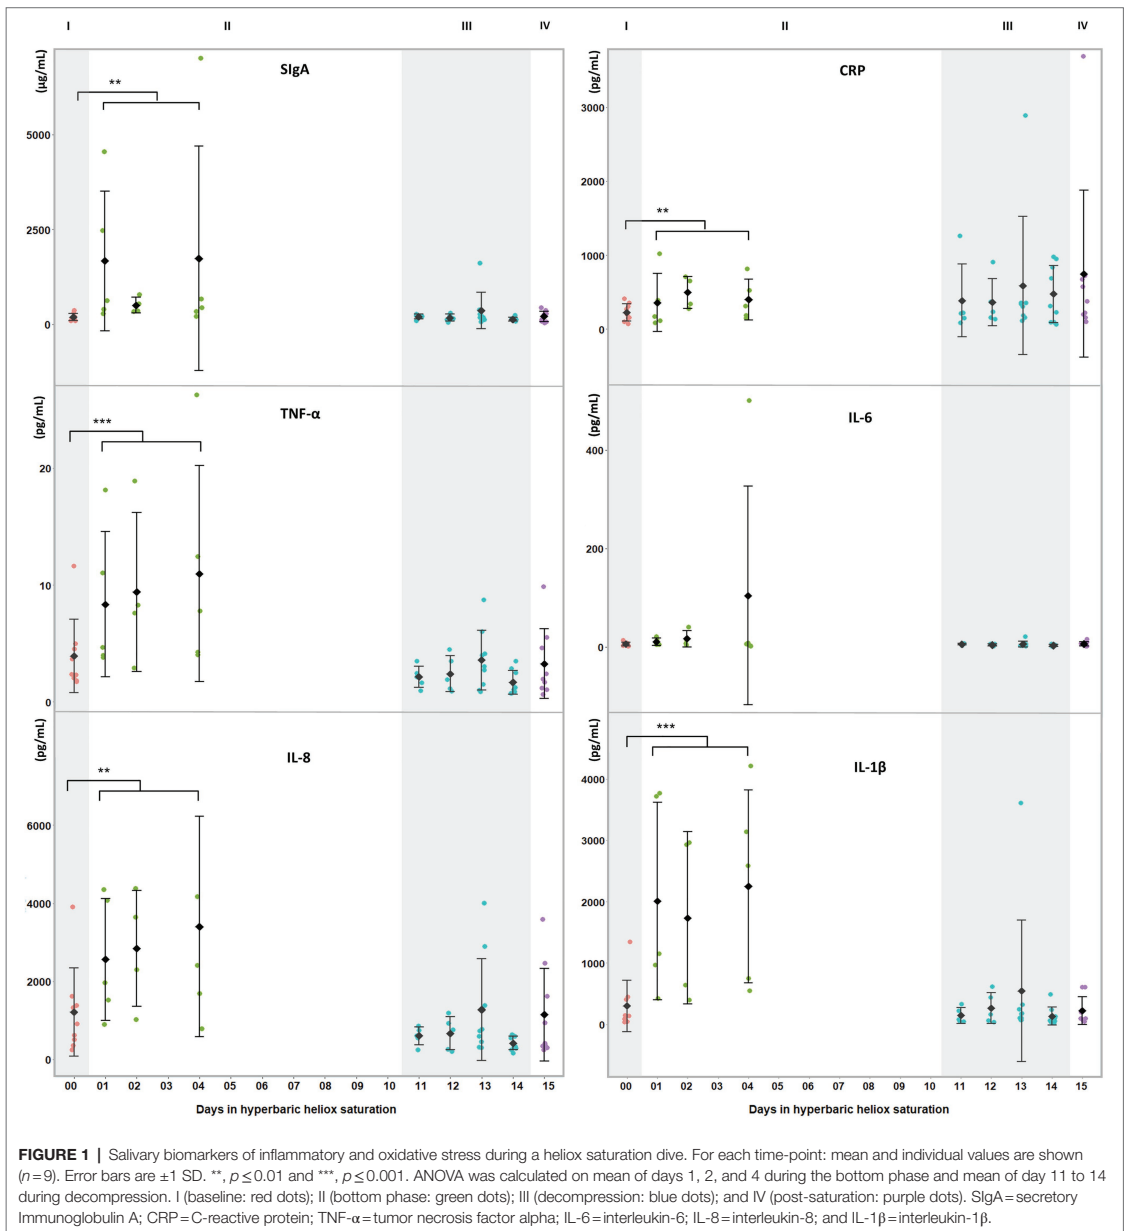 I II III IV I II III IV
(µg/mL) SIgA (pg/mL) CRP
** **
5000
2500
0
3000
2000
1000
0
(pg/mL) TNF-α (pg/mL) IL-6
***
20
10
0
400
200
0
(pg/mL) IL-8 (pg/mL) IL-1β
** ***
6000
4000
2000
0
4000
3000
2000
1000
0
00 01 02 03 04 05 06 07 08 09 10 11 12 13 14 15
Days in hyperbaric heliox saturation
00 01 02 04 03 05 06 07 08 09 10 11 12 13 14 15
Days in hyperbaric heliox saturation
FIGURE 1 | Salivary biomarkers of inflammatory and oxidative stress during a heliox saturation dive. For each time-point: mean and individual values are shown
(n=9). Error bars are ±1 SD. **, p≤0.01 and ***, p≤0.001. ANOVA was calculated on mean of days 1, 2, and 4 during the bottom phase and mean of day 11 to 14
during decompression. I (baseline: red dots); II (bottom phase: green dots); III (decompression: blue dots); and IV (post-saturation: purple dots). SIgA=secretory
Immunoglobulin A; CRP=C-reactive protein; TNF-α=tumor necrosis factor alpha; IL-6=interleukin-6; IL-8=interleukin-8; and IL-1β=interleukin-1β.